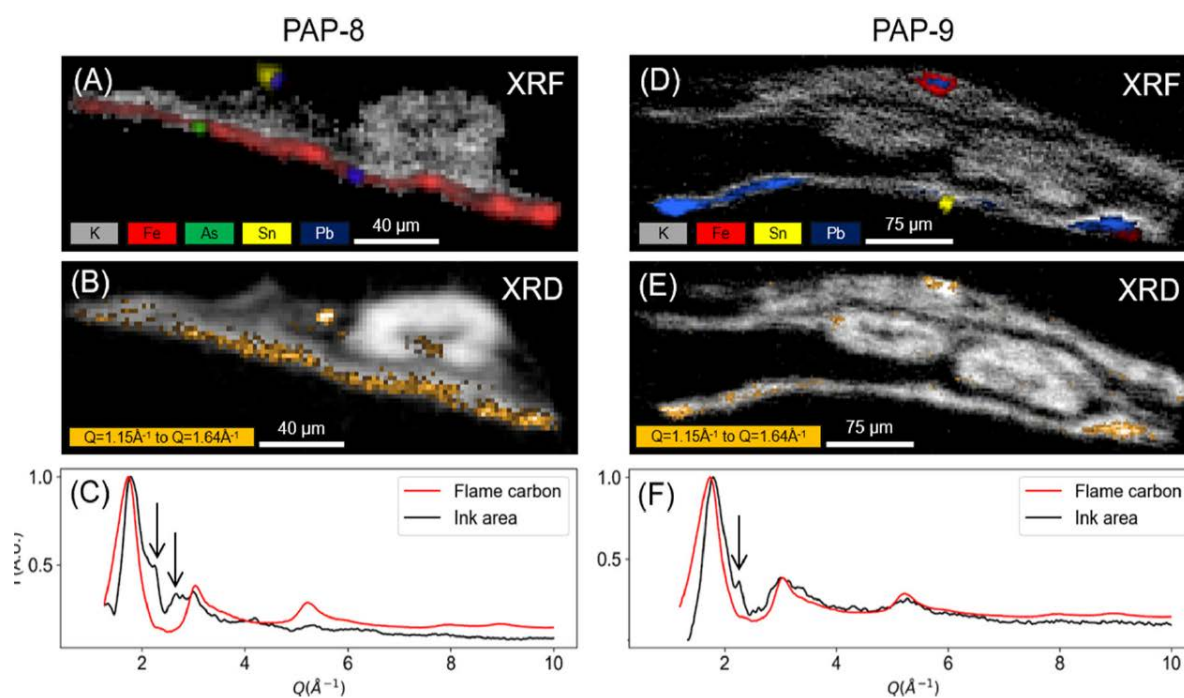 PAP-8
PAP-9
(A) XRF
K Fe As Sn Pb 40 µm
(D) XRF
K Fe Sn Pb 75 µm
(B) XRD
Q=1.15Å⁻¹ to Q=1.64Å⁻¹ 40 µm
(E) XRD
Q=1.15Å⁻¹ to Q=1.64Å⁻¹ 75 µm
(C)
Flame carbon
Ink area
1.0
0.5
2 4 6 8 10
Q(Å⁻¹)
(F)
Flame carbon
Ink area
1.0
0.5
2 4 6 8 10
Q(Å⁻¹)